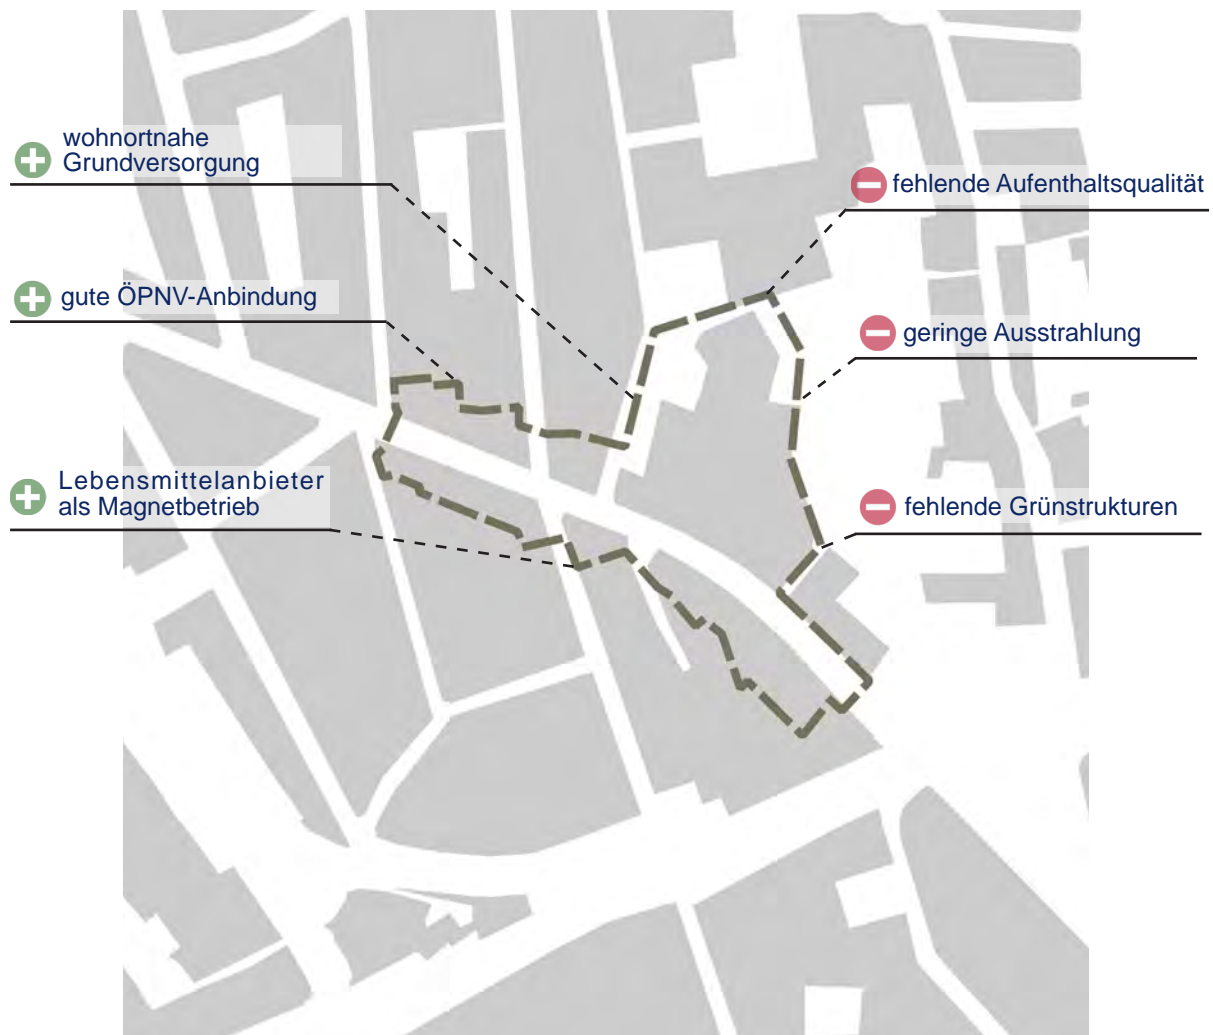 wohnortnahe
Grundversorgung
gute ÖPNV-Anbindung
Lebensmittelanbieter
als Magnetbetrieb
fehlende Aufenthaltsqualität
geringe Ausstrahlung
fehlende Grünstrukturen